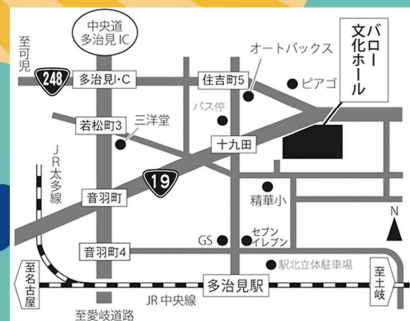 中央道
多治見IC
至可児
248
多治見I・C
住吉町5
オートバックス
ピアゴ
バロー
文化ホール
バス停
若松町3
三洋堂
十九田
JR太多線
19
音羽町
精華小
N
音羽町4
GS
セブン
イレブン
駅北立体駐車場
至名古屋
多治見駅
至土岐
JR中央線
至愛岐道路